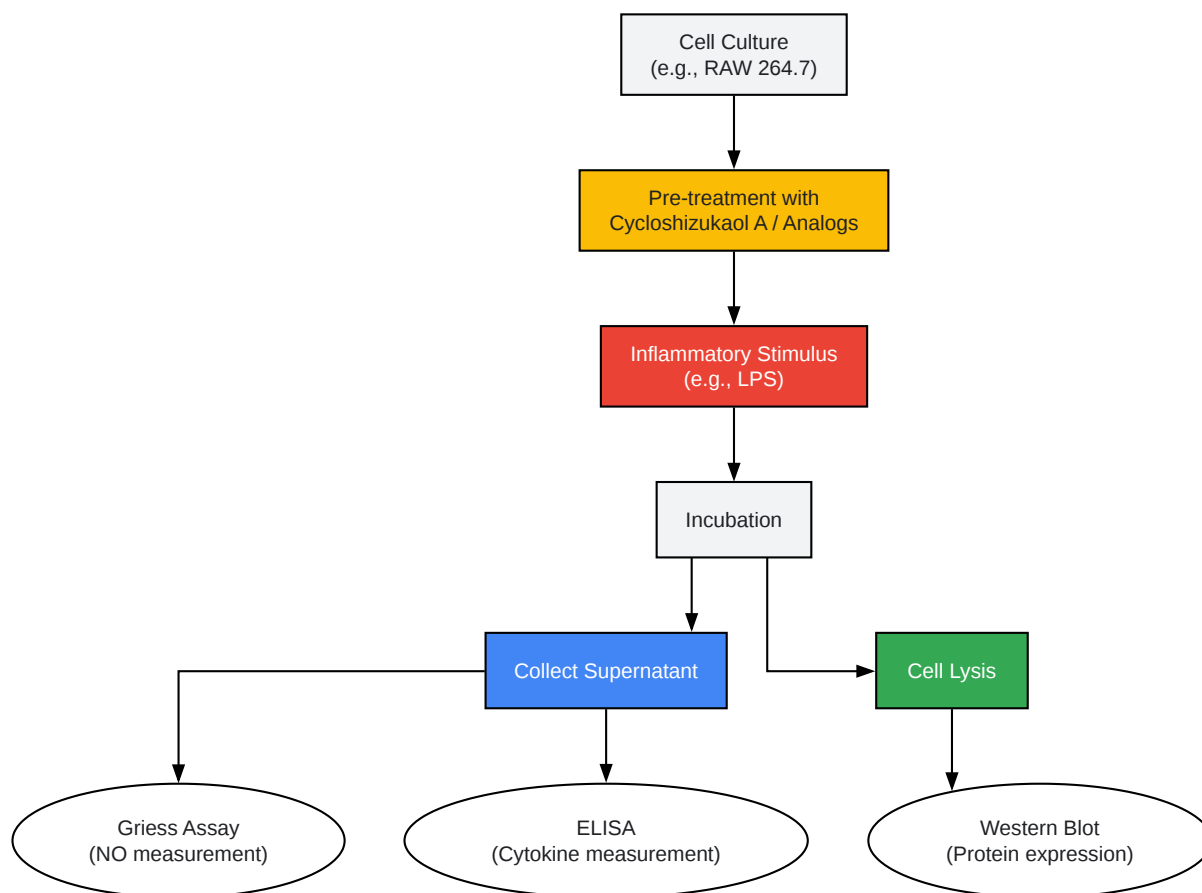 Cell Culture
(e.g., RAW 264.7)
Pre-treatment with
Cycloshizukaol A / Analogs
Inflammatory Stimulus
(e.g., LPS)
Incubation
Collect Supernatant
Cell Lysis
Griess Assay
(NO measurement)
ELISA
(Cytokine measurement)
Western Blot
(Protein expression)